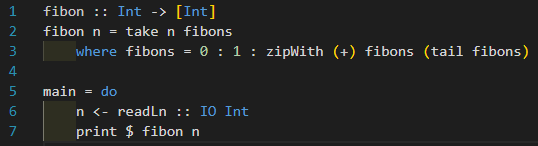 1 fibon :: Int -> [Int]
2 fibon n = take n fibons
3     where fibons = 0 : 1 : zipWith (+) fibons (tail fibons)
4
5 main = do
6     n <- readLn :: IO Int
7     print $ fibon n